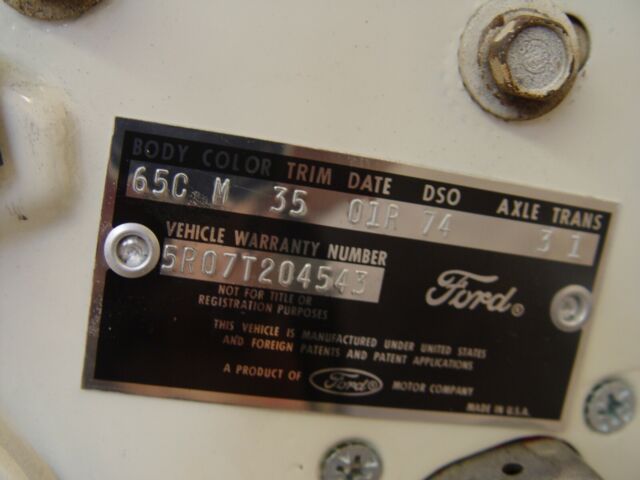 BODY COLOR TRIM DATE DSO AXLE TRANS
65C M 35 01R 74 3 1
VEHICLE WARRANTY NUMBER
5R07T204543
NOT FOR TITLE OR
REGISTRATION PURPOSES
Ford®
THIS VEHICLE IS MANUFACTURED UNDER UNITED STATES
AND FOREIGN PATENTS AND PATENT APPLICATIONS
A PRODUCT OF Ford® MOTOR COMPANY
MADE IN U.S.A.